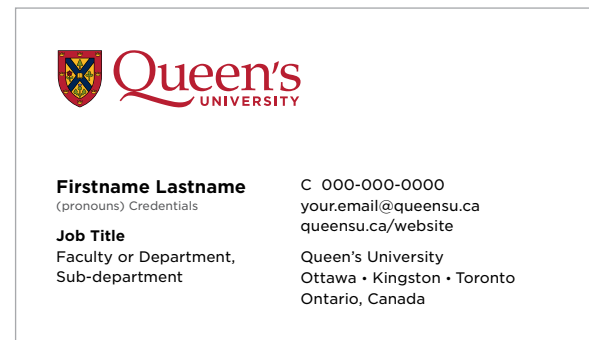 Queen's
UNIVERSITY
Firstname Lastname
(pronouns) Credentials
Job Title
Faculty or Department,
Sub-department
C 000-000-0000
your.email@queensu.ca
queensu.ca/website
Queen’s University
Ottawa • Kingston • Toronto
Ontario, Canada